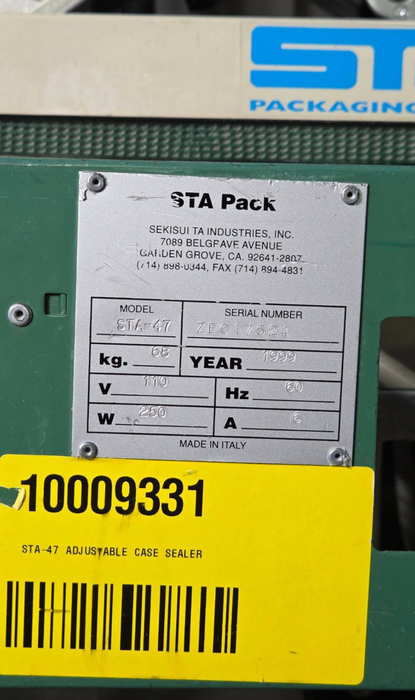 ST
PACKAGING
STA Pack
SEKISUI TA INDUSTRIES, INC.
7089 BELGRAVE AVENUE
GARDEN GROVE, CA. 92641-2807
(714) 898-0344, FAX (714) 894-4831
MODEL SERIAL NUMBER
STA-47 ZE017524
kg. 68 YEAR 1999
V 110 Hz 60
W 250 A 6
MADE IN ITALY
10009331
STA-47 ADJUSTABLE CASE SEALER